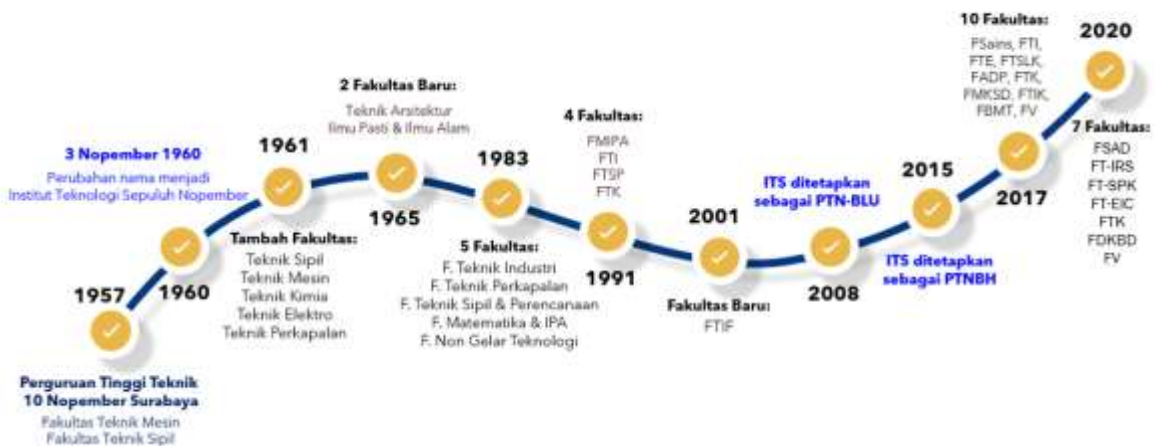 1957
Perguruan Tinggi Teknik
10 Nopember Surabaya
Fakultas Teknik Mesin
Fakultas Teknik Sipil
3 Nopember 1960
Perubahan nama menjadi
Institut Teknologi Sepuluh Nopember
1960
1961
Tambah Fakultas:
Teknik Sipil
Teknik Mesin
Teknik Kimia
Teknik Elektro
Teknik Perkapalan
2 Fakultas Baru:
Teknik Arsitektur
Ilmu Pasti & Ilmu Alam
1965
1983
5 Fakultas:
F. Teknik Industri
F. Teknik Perkapalan
F. Teknik Sipil & Perencanaan
F. Matematika & IPA
F. Non Gelar Teknologi
4 Fakultas:
FMIPA
FTI
FTSP
FTK
1991
2001
Fakultas Baru:
FTIF
ITS ditetapkan
sebagai PTN-BLU
2008
2015
ITS ditetapkan
sebagai PTNBH
10 Fakultas:
FSains, FTI,
FTE, FTSLK,
FADP, FTK,
FMKSD, FTIK,
FBMT, FV
2017
2020
7 Fakultas:
FSAD
FT-IRS
FT-SPK
FT-EIC
FTK
FDKBD
FV